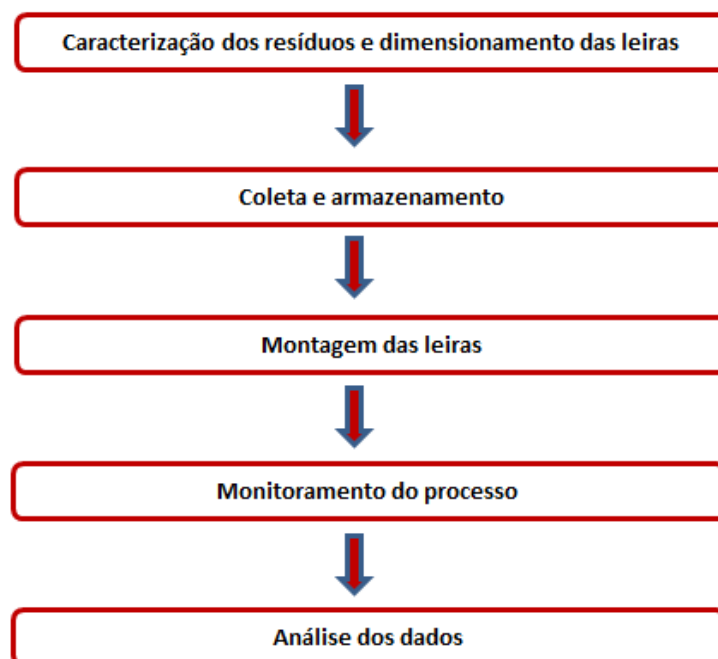 Caracterização dos resíduos e dimensionamento das leiras
Coleta e armazenamento
Montagem das leiras
Monitoramento do processo
Análise dos dados